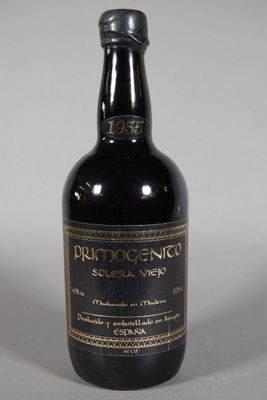 1955
PRIMOGENITO
SOLERA VIEJO
Madurado en Madera
Producido y embotellado en Aragón
ESPAÑA
SECO